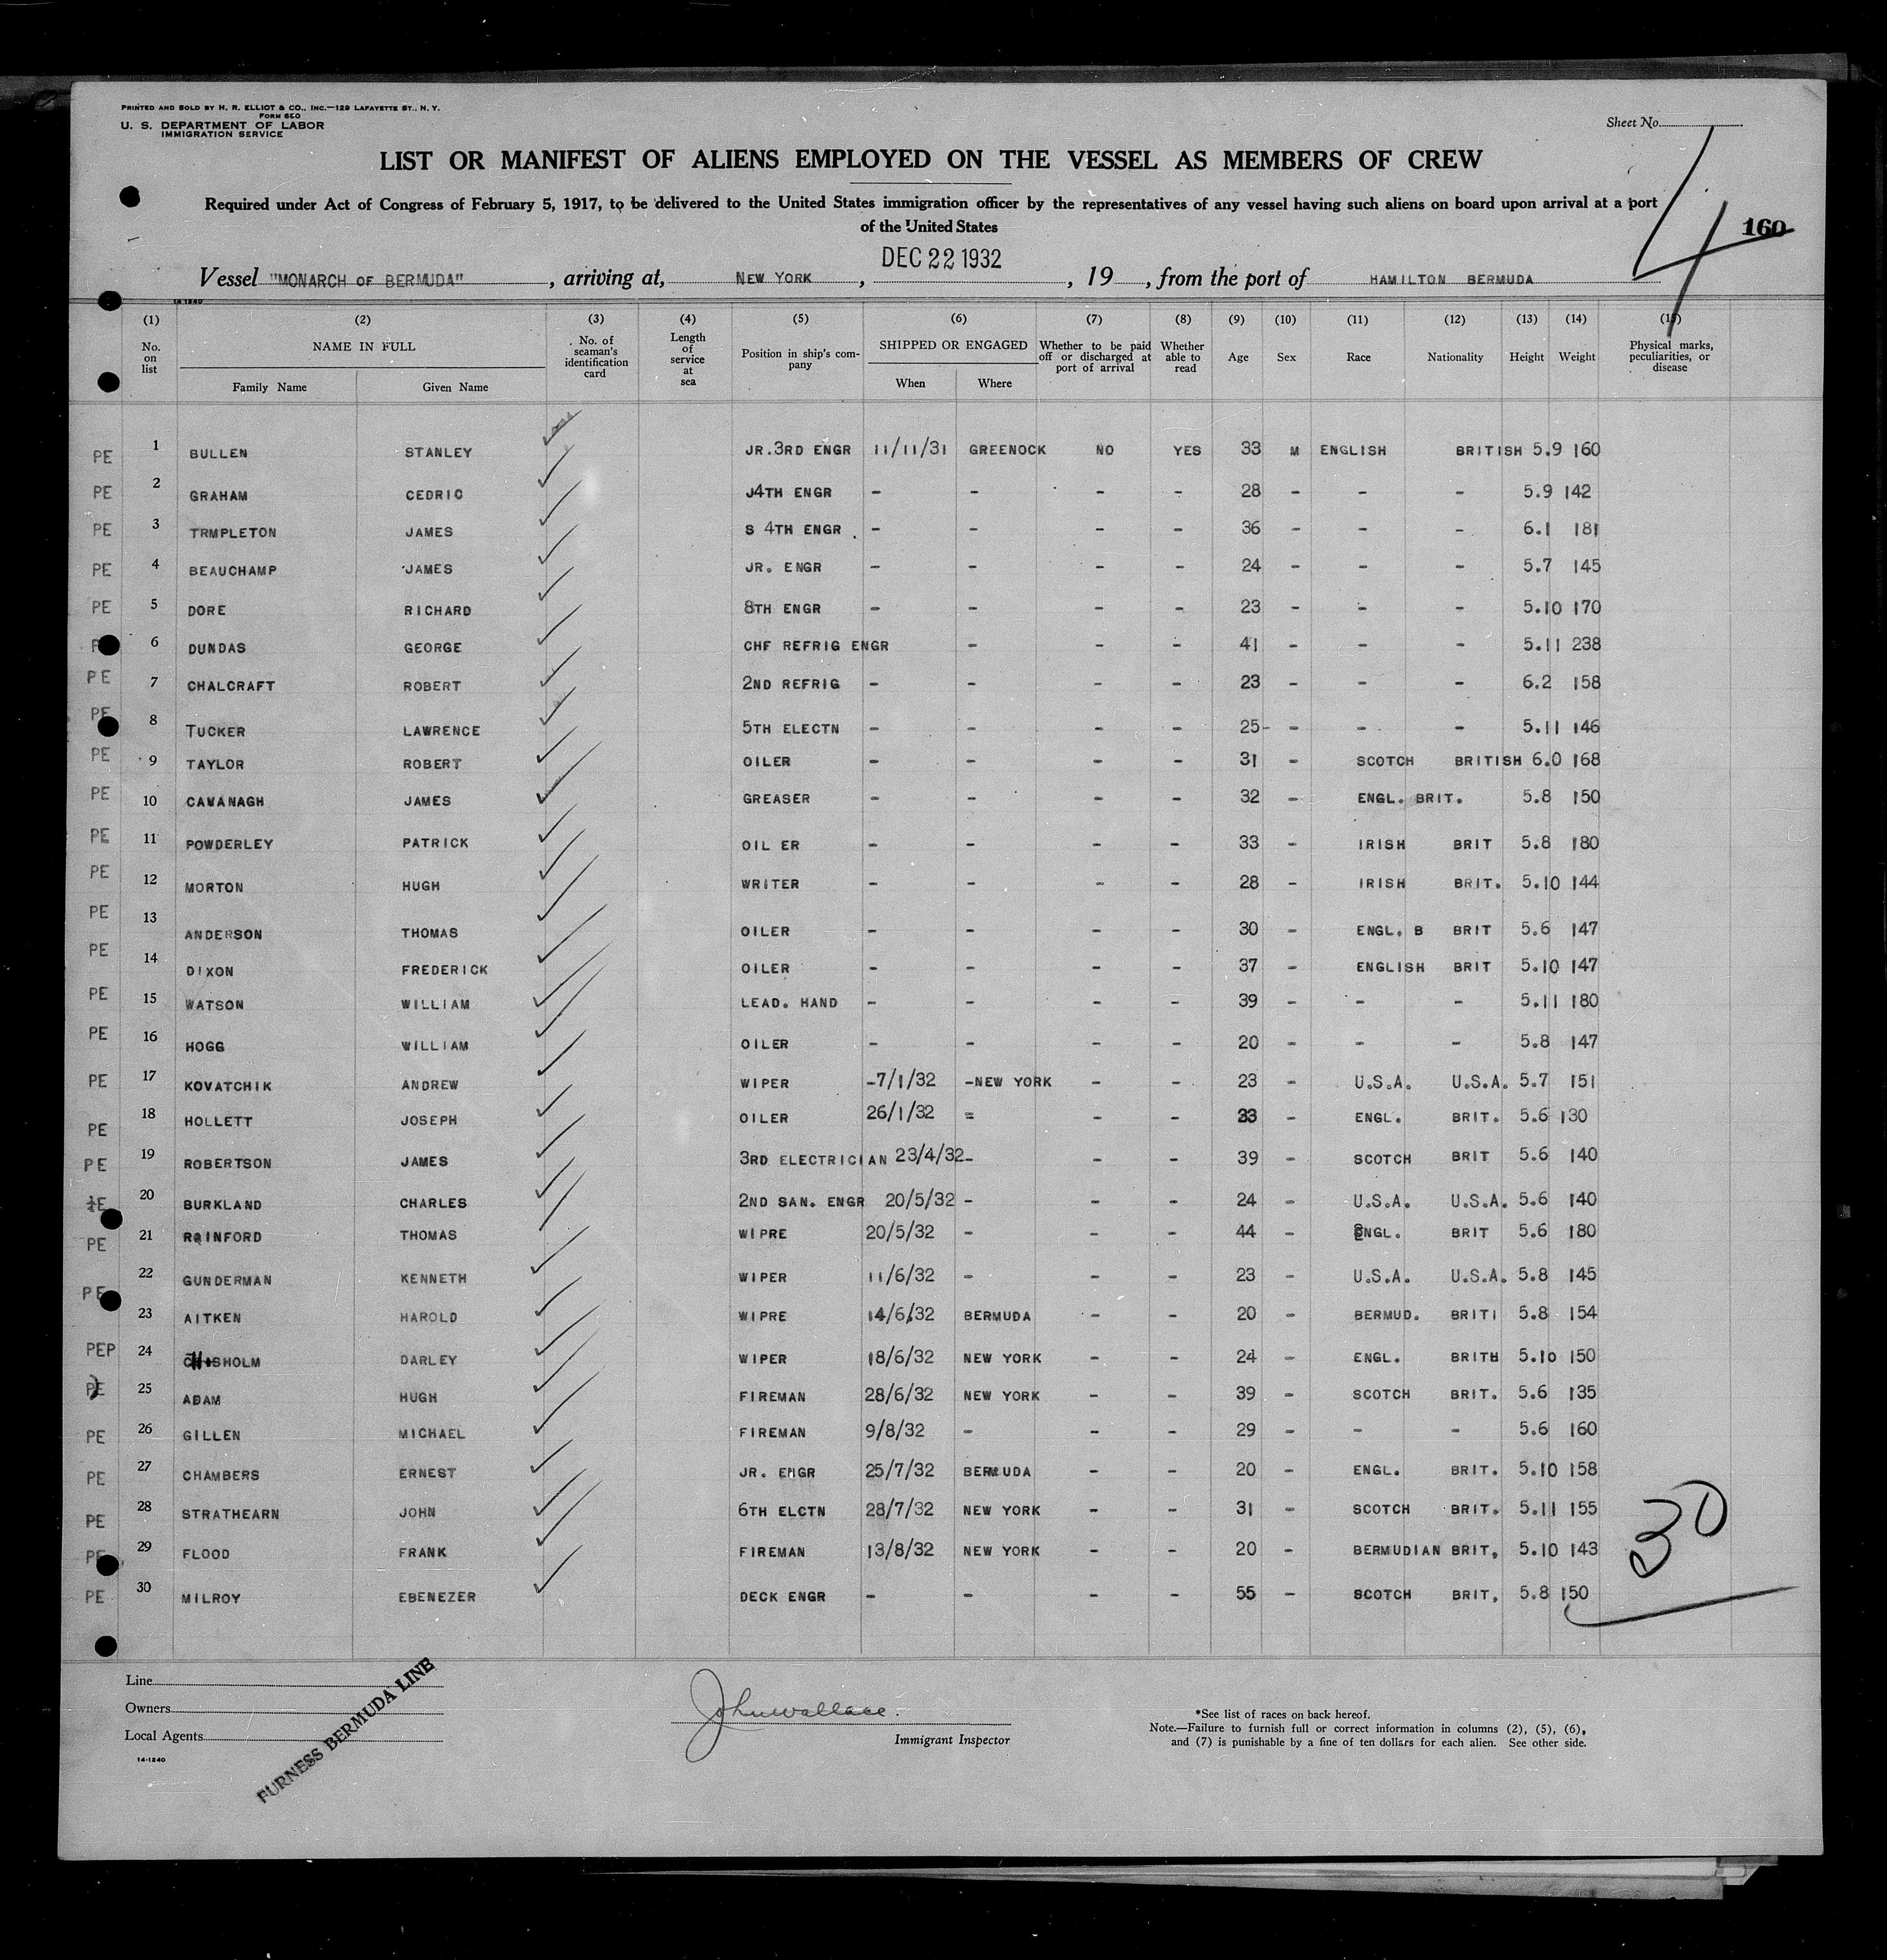 PRINTED AND SOLD BY H. R. ELLIOT & CO., INC.—129 LAFAYETTE ST., N. Y.
FORM 680
U. S. DEPARTMENT OF LABOR
IMMIGRATION SERVICE
Sheet No.
4
LIST OR MANIFEST OF ALIENS EMPLOYED ON THE VESSEL AS MEMBERS OF CREW
Required under Act of Congress of February 5, 1917, to be delivered to the United States immigration officer by the representatives of any vessel having such aliens on board upon arrival at a port
of the United States
160
DEC 22 1932
Vessel "MONARCH OF BERMUDA", arriving at, NEW YORK, , 19 , from the port of HAMILTON BERMUDA
14-1240
(1) (2) (3) (4) (5) (6) (7) (8) (9) (10) (11) (12) (13) (14) (15)
No. on list NAME IN FULL Family Name Given Name No. of seaman's identification card Length of service at sea Position in ship's company SHIPPED OR ENGAGED When Where Whether to be paid off or discharged at port of arrival Whether able to read Age Sex Race Nationality Height Weight Physical marks, peculiarities, or disease
PE 1 BULLEN STANLEY JR.3RD ENGR 11/11/31 GREENOCK NO YES 33 M ENGLISH BRITISH 5.9 160
PE 2 GRAHAM CEDRIC J4TH ENGR - - - - 28 - - - 5.9 142
PE 3 TRMPLETON JAMES S 4TH ENGR - - - - 36 - - - 6.1 181
PE 4 BEAUCHAMP JAMES JR. ENGR - - - - 24 - - - 5.7 145
PE 5 DORE RICHARD 8TH ENGR - - - - 23 - - - 5.10 170
6 DUNDAS GEORGE CHF REFRIG ENGR - - - 41 - - - 5.11 238
PE 7 CHALCRAFT ROBERT 2ND REFRIG - - - - 23 - - - 6.2 158
PE 8 TUCKER LAWRENCE 5TH ELECTN - - - - 25- - - - 5.11 146
PE 9 TAYLOR ROBERT OILER - - - - 31 - SCOTCH BRITISH 6.0 168
PE 10 CAVANAGH JAMES GREASER - - - - 32 - ENGL. BRIT. 5.8 150
PE 11 POWDERLEY PATRICK OIL ER - - - - 33 - IRISH BRIT 5.8 180
PE 12 MORTON HUGH WRITER - - - - 28 - IRISH BRIT. 5.10 144
PE 13 ANDERSON THOMAS OILER - - - - 30 - ENGL. B BRIT 5.6 147
PE 14 DIXON FREDERICK OILER - - - - 37 - ENGLISH BRIT 5.10 147
PE 15 WATSON WILLIAM LEAD. HAND - - - - 39 - - - 5.11 180
PE 16 HOGG WILLIAM OILER - - - - 20 - - - 5.8 147
PE 17 KOVATCHIK ANDREW WIPER -7/1/32 -NEW YORK - - 23 - U.S.A. U.S.A. 5.7 151
PE 18 HOLLETT JOSEPH OILER 26/1/32 = - - 33 - ENGL. BRIT. 5.6 130
PE 19 ROBERTSON JAMES 3RD ELECTRICIAN 23/4/32- - - 39 - SCOTCH BRIT 5.6 140
20 BURKLAND CHARLES 2ND SAN. ENGR 20/5/32 - - - 24 - U.S.A. U.S.A. 5.6 140
PE 21 RAINFORD THOMAS WIPRE 20/5/32 - - - 44 - ENGL. BRIT 5.6 180
PE 22 GUNDERMAN KENNETH WIPER 11/6/32 - - - 23 - U.S.A. U.S.A. 5.8 145
23 AITKEN HAROLD WIPRE 14/6/32 BERMUDA - - 20 - BERMUD. BRITI 5.8 154
PEP 24 CHISHOLM DARLEY WIPER 18/6/32 NEW YORK - - 24 - ENGL. BRITH 5.10 150
PE 25 ADAM HUGH FIREMAN 28/6/32 NEW YORK - - 39 - SCOTCH BRIT. 5.6 135
PE 26 GILLEN MICHAEL FIREMAN 9/8/32 - - - 29 - - - 5.6 160
PE 27 CHAMBERS ERNEST JR. ENGR 25/7/32 BERMUDA - - 20 - ENGL. BRIT. 5.10 158
PE 28 STRATHEARN JOHN 6TH ELCTN 28/7/32 NEW YORK - - 31 - SCOTCH BRIT. 5.11 155
PE 29 FLOOD FRANK FIREMAN 13/8/32 NEW YORK - - 20 - BERMUDIAN BRIT, 5.10 143
PE 30 MILROY EBENEZER DECK ENGR - - - - 55 - SCOTCH BRIT, 5.8 150
30
Line
Owners
Local Agents
FURNESS BERMUDA LINE
14-1240
John Wallace.
Immigrant Inspector
*See list of races on back hereof.
Note.—Failure to furnish full or correct information in columns (2), (5), (6),
and (7) is punishable by a fine of ten dollars for each alien. See other side.